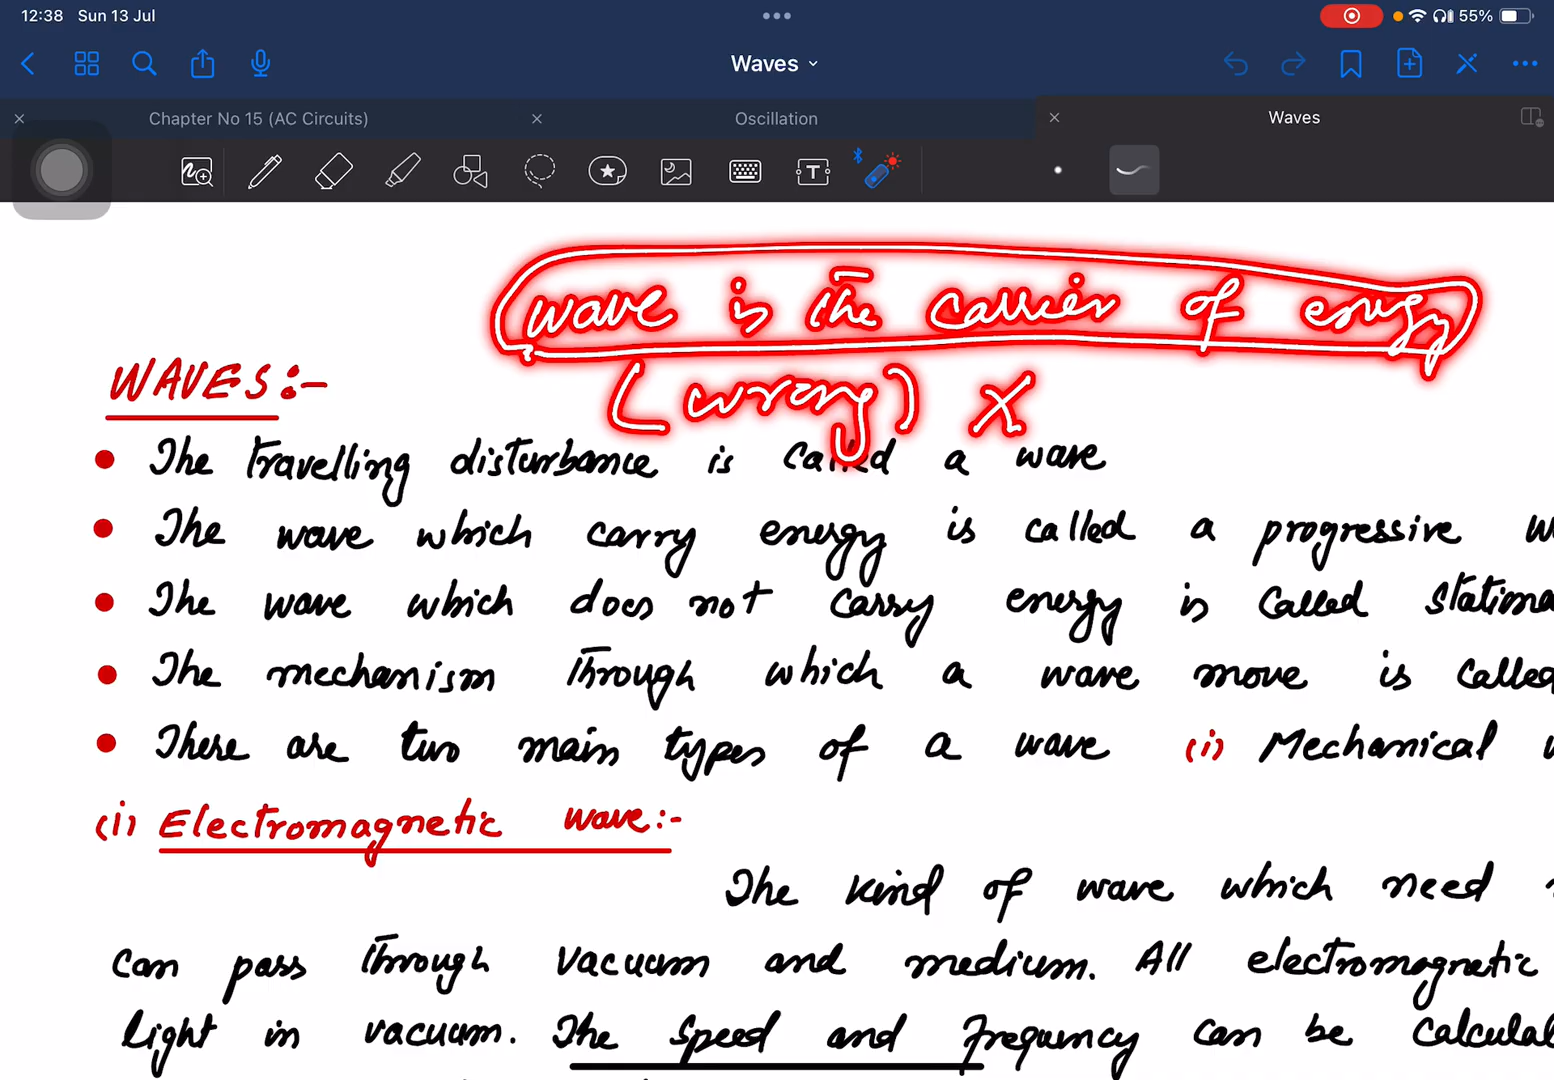 12:38 Sun 13 Jul
55%
Waves
Chapter No 15 (AC Circuits)
Oscillation
Waves
wave is the carrier of energy
(wrong) X
WAVES:-
• The travelling disturbance is called a wave
• The wave which carry energy is called a progressive
• The wave which does not carry energy is called
• The mechanism through which a wave move is called
• There are two main types of a wave (i) Mechanical
(i) Electromagnetic wave:-
The kind of wave which need
can pass through vacuum and medium. All electromagnetic
light in vacuum. The speed and frequency can be